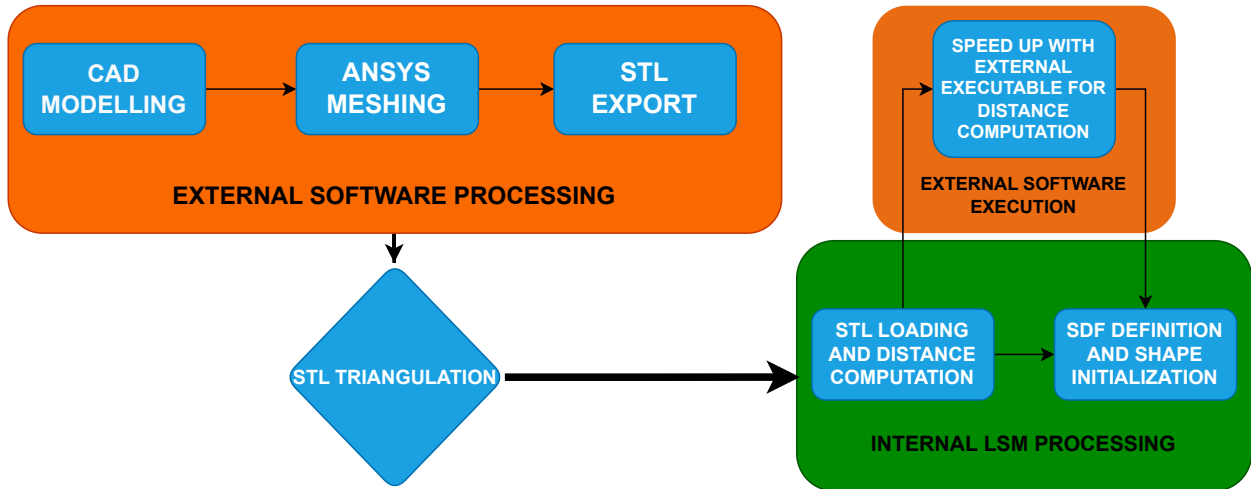 CAD
MODELLING
ANSYS
MESHING
STL
EXPORT
EXTERNAL SOFTWARE PROCESSING
STL TRIANGULATION
SPEED UP WITH
EXTERNAL
EXECUTABLE FOR
DISTANCE
COMPUTATION
EXTERNAL SOFTWARE
EXECUTION
STL LOADING
AND DISTANCE
COMPUTATION
SDF DEFINITION
AND SHAPE
INITIALIZATION
INTERNAL LSM PROCESSING